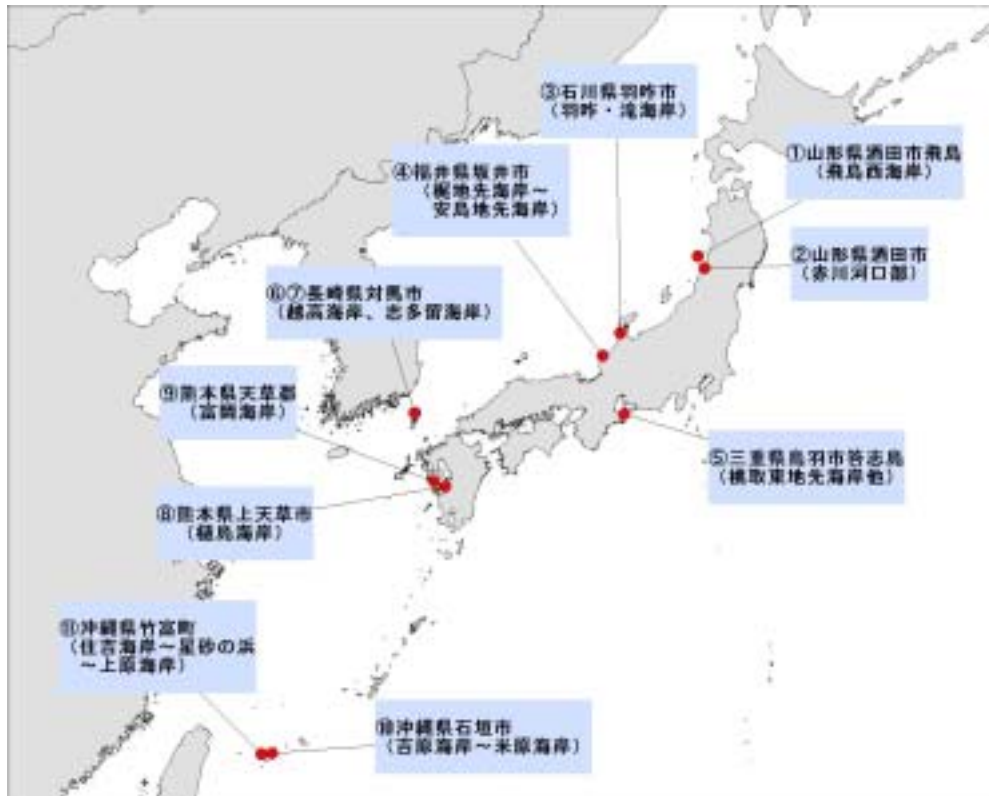 ③石川県羽咋市
（羽咋・滝海岸）
①山形県酒田市飛島
（飛島西海岸）
④福井県坂井市
（梶地先海岸～
安島地先海岸）
②山形県酒田市
（赤川河口部）
⑥⑦長崎県対馬市
（越高海岸、志多留海岸）
⑨熊本県天草郡
（富岡海岸）
⑤三重県鳥羽市答志島
（桃取東地先海岸他）
⑧熊本県上天草市
（樋島海岸）
⑪沖縄県竹富町
（住吉海岸～星砂の浜
～上原海岸）
⑩沖縄県石垣市
（吉原海岸～米原海岸）